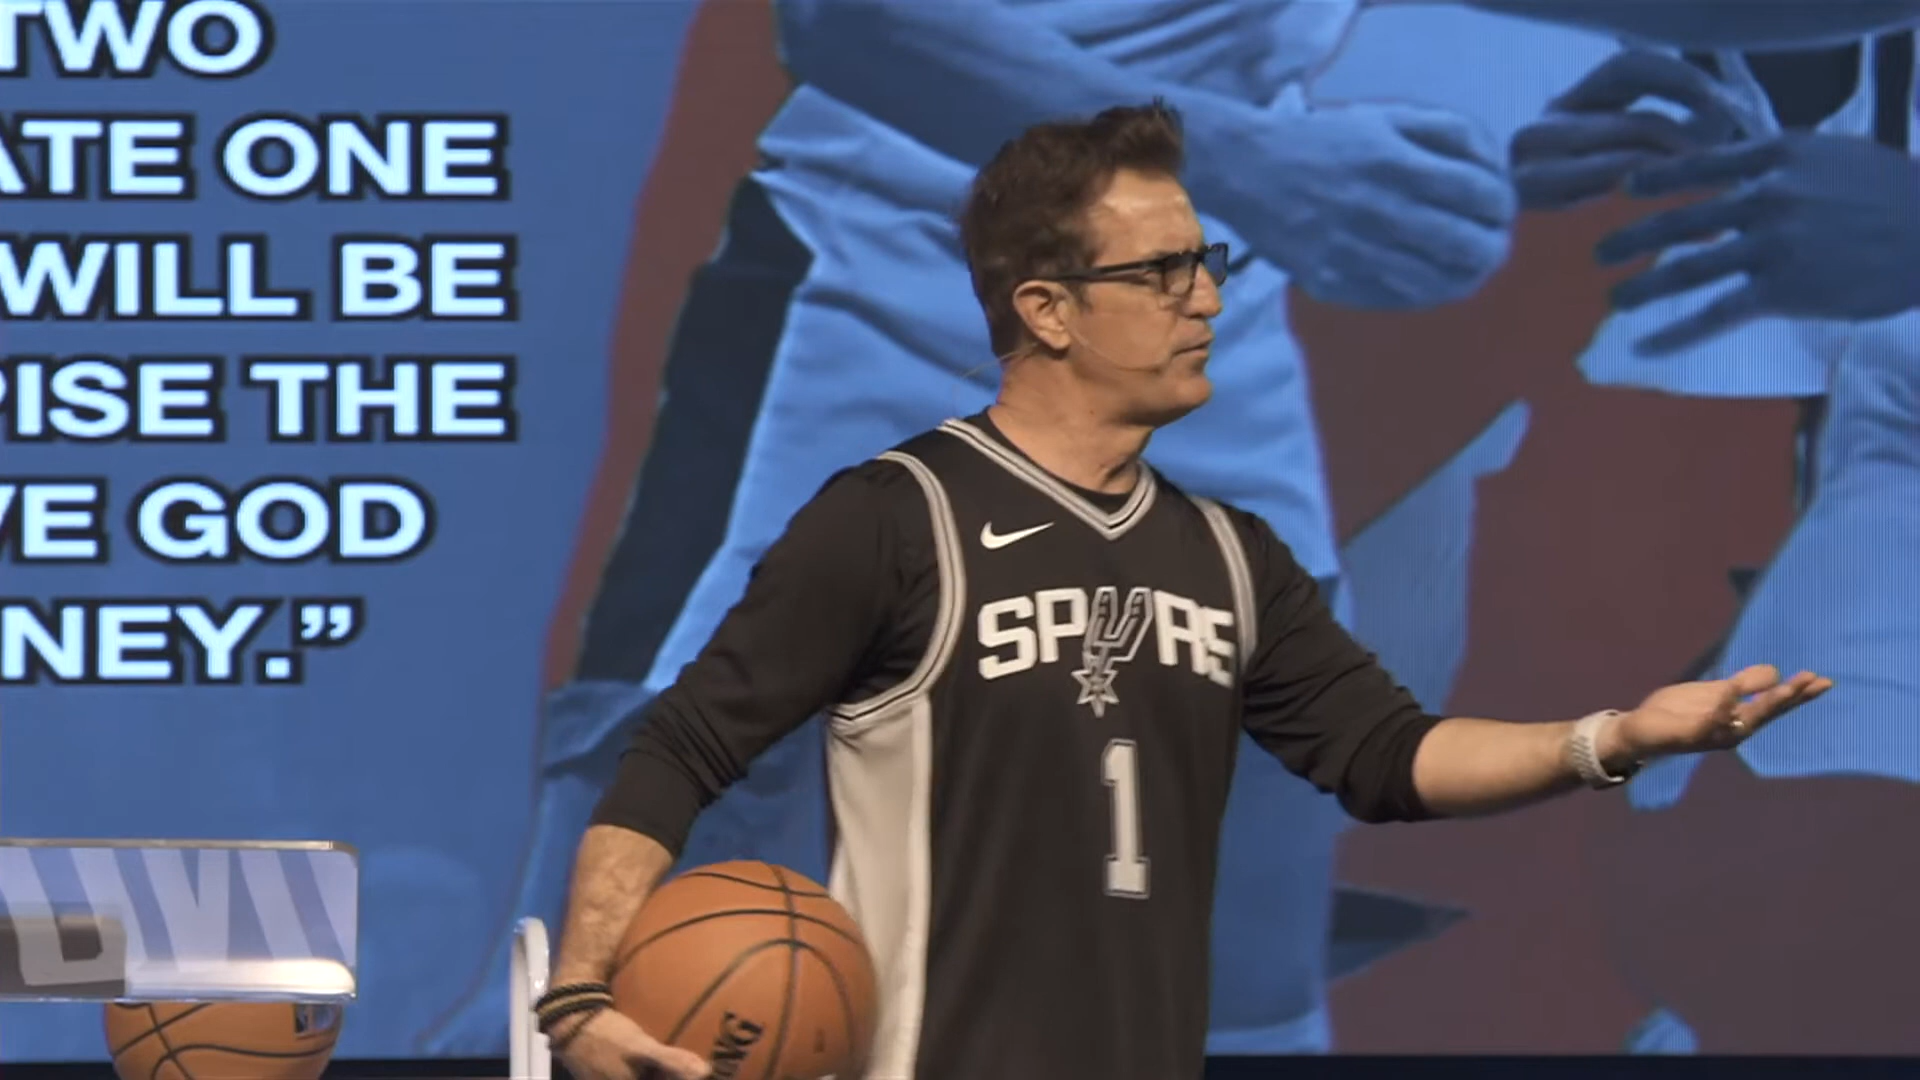 TWO
ATE ONE
WILL BE
PISE THE
VE GOD
NEY.”
SPURS
1